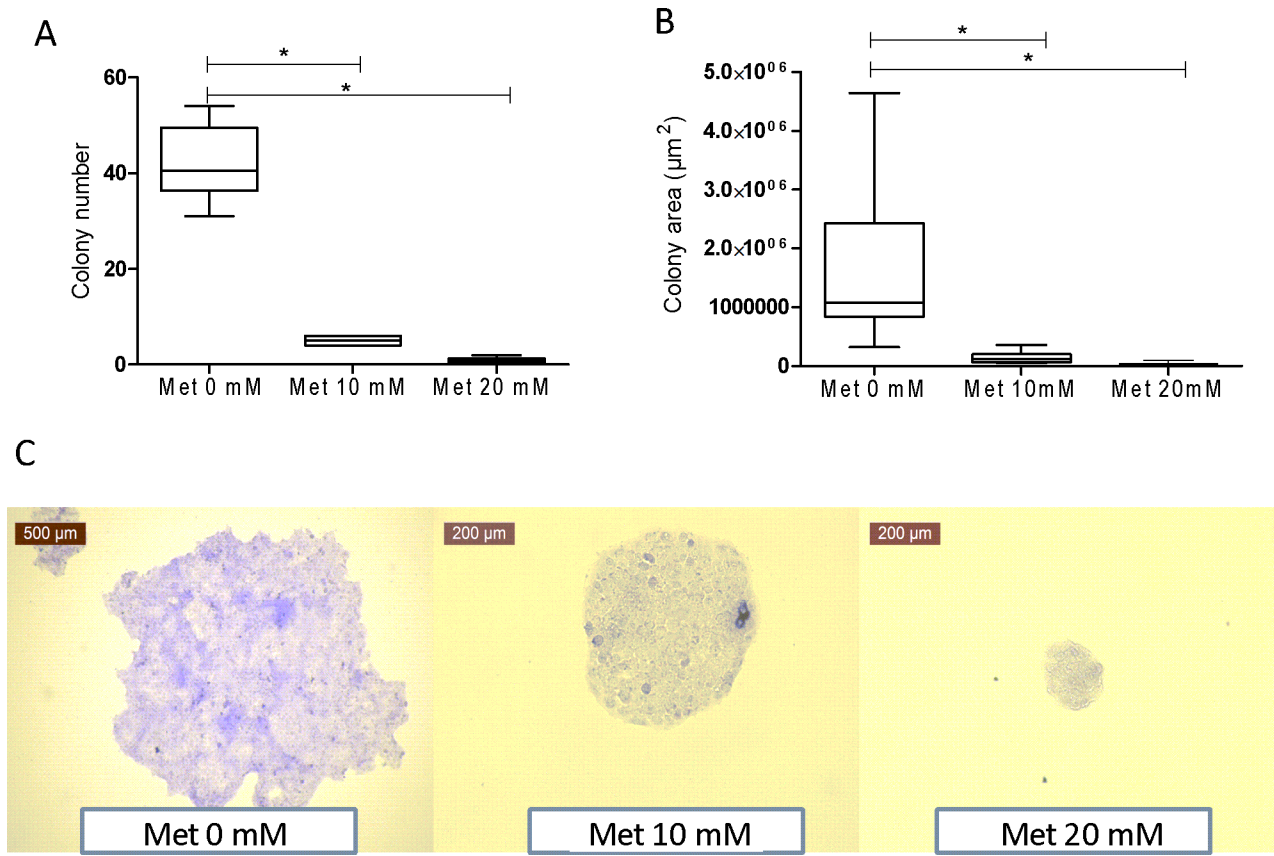 A
*
*
60
40
20
0
Colony number
Met 0 mM
Met 10 mM
Met 20 mM
B
*
*
5.0×10⁰⁶
4.0×10⁰⁶
3.0×10⁰⁶
2.0×10⁰⁶
1000000
0
Colony area (µm²)
Met 0 mM
Met 10mM
Met 20mM
C
500 µm
200 µm
200 µm
Met 0 mM
Met 10 mM
Met 20 mM